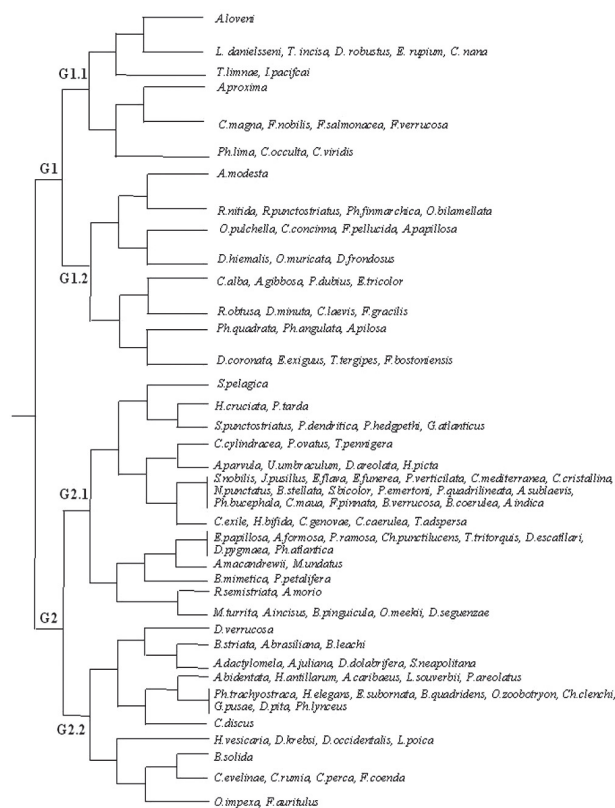 A.loveni
L. danielsseni, T. incisa, D. robustus, E. rupium, C. nana
G1.1
T.limnae, I.pacifcai
A.proxima
C.magna, F.nobilis, F.salmonacea, F.verrucosa
Ph.lima, C.occulta, C.viridis
G1
A.modesta
R.nitida, R.punctostriatus, Ph.finmarchica, O.bilamellata
O.pulchella, C.concinna, F.pellucida, A.papillosa
G1.2
D.hiemalis, O.muricata, D.frondosus
C.alba, A.gibbosa, P.dubius, E.tricolor
R.obtusa, D.minuta, C.laevis, F.gracilis
Ph.quadrata, Ph.angulata, A.pilosa
D.coronata, E.exiguus, T.tergipes, F.bostoniensis
S.pelagica
H.cruciata, P.tarda
S.punctostriatus, P.dendritica, P.hedgpethi, G.atlanticus
C.cylindracea, P.ovatus, T.pennigera
A.parvula, U.umbraculum, D.areolata, H.picta
G2.1
S.nobilis, J.pusillus, E.flava, E.funerea, P.verticilata, C.mediterranea, C.cristallina,
N.punctatus, B.stellata, S.bicolor, P.emertoni, P.quadrilineata, A.sublaevis,
Ph.bucephala, C.maua, F.pinnata, B.verrucosa, B.coerulea, A.indica
C.exile, H.bifida, C.genovae, C.caerulea, T.adspersa
E.papillosa, A.formosa, P.ramosa, Ch.punctilucens, T.tritorquis, D.escatllari,
D.pygmaea, Ph.atlantica
A.macandrewii, M.undatus
B.mimetica, P.petalifera
R.semistriata, A.morio
G2
M.turrita, A.incisus, B.pinguicula, O.meekii, D.seguenzae
D.verrucosa
B.striata, A.brasiliana, B.leachi
A.dactylomela, A.juliana, D.dolabrifera, S.neapolitana
A.bidentata, H.antillarum, A.caribaeus, L.souverbii, P.areolatus
Ph.trachyostraca, H.elegans, E.subornata, B.quadridens, O.zoobotryon, Ch.clenchi,
G.pusae, D.pita, Ph.lynceus
G2.2
C.discus
H.vesicaria, D.krebsi, D.occidentalis, L.poica
B.solida
C.evelinae, C.rumia, C.perca, F.coenda
O.impexa, F.auritulus